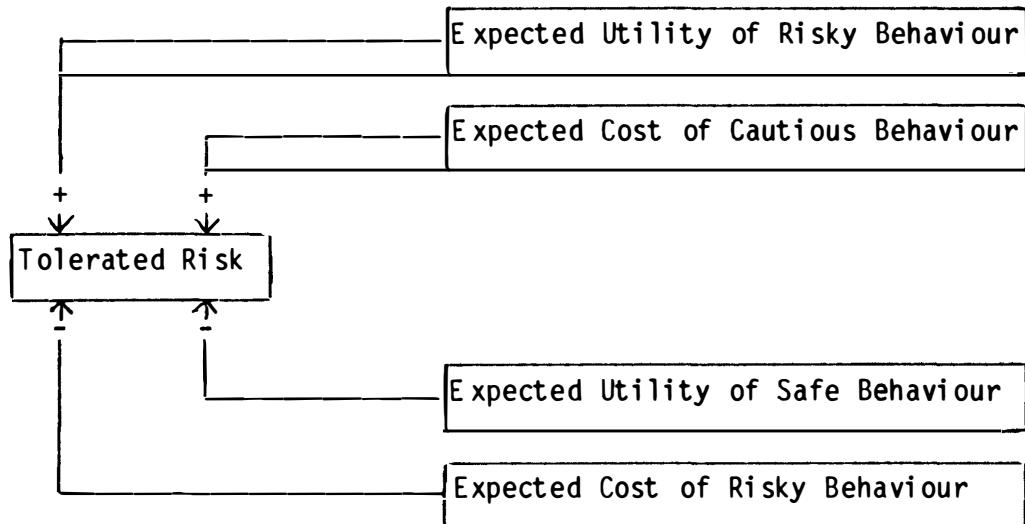 Expected Utility of Risky Behaviour
Expected Cost of Cautious Behaviour
+ +
Tolerated Risk
- -
Expected Utility of Safe Behaviour
Expected Cost of Risky Behaviour